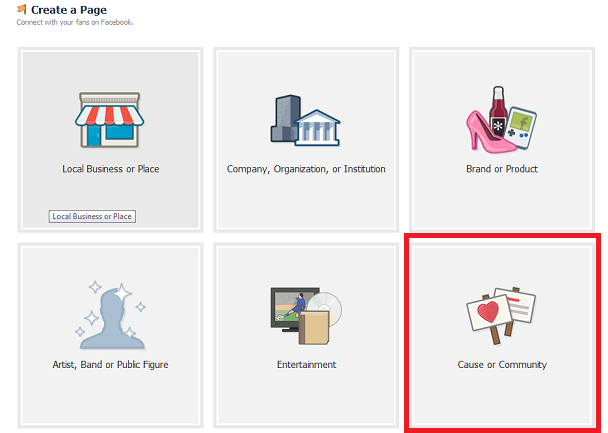 Create a Page
Connect with your fans on Facebook.
Local Business or Place
Company, Organization, or Institution
Brand or Product
Local Business or Place
Artist, Band or Public Figure
Entertainment
Cause or Community